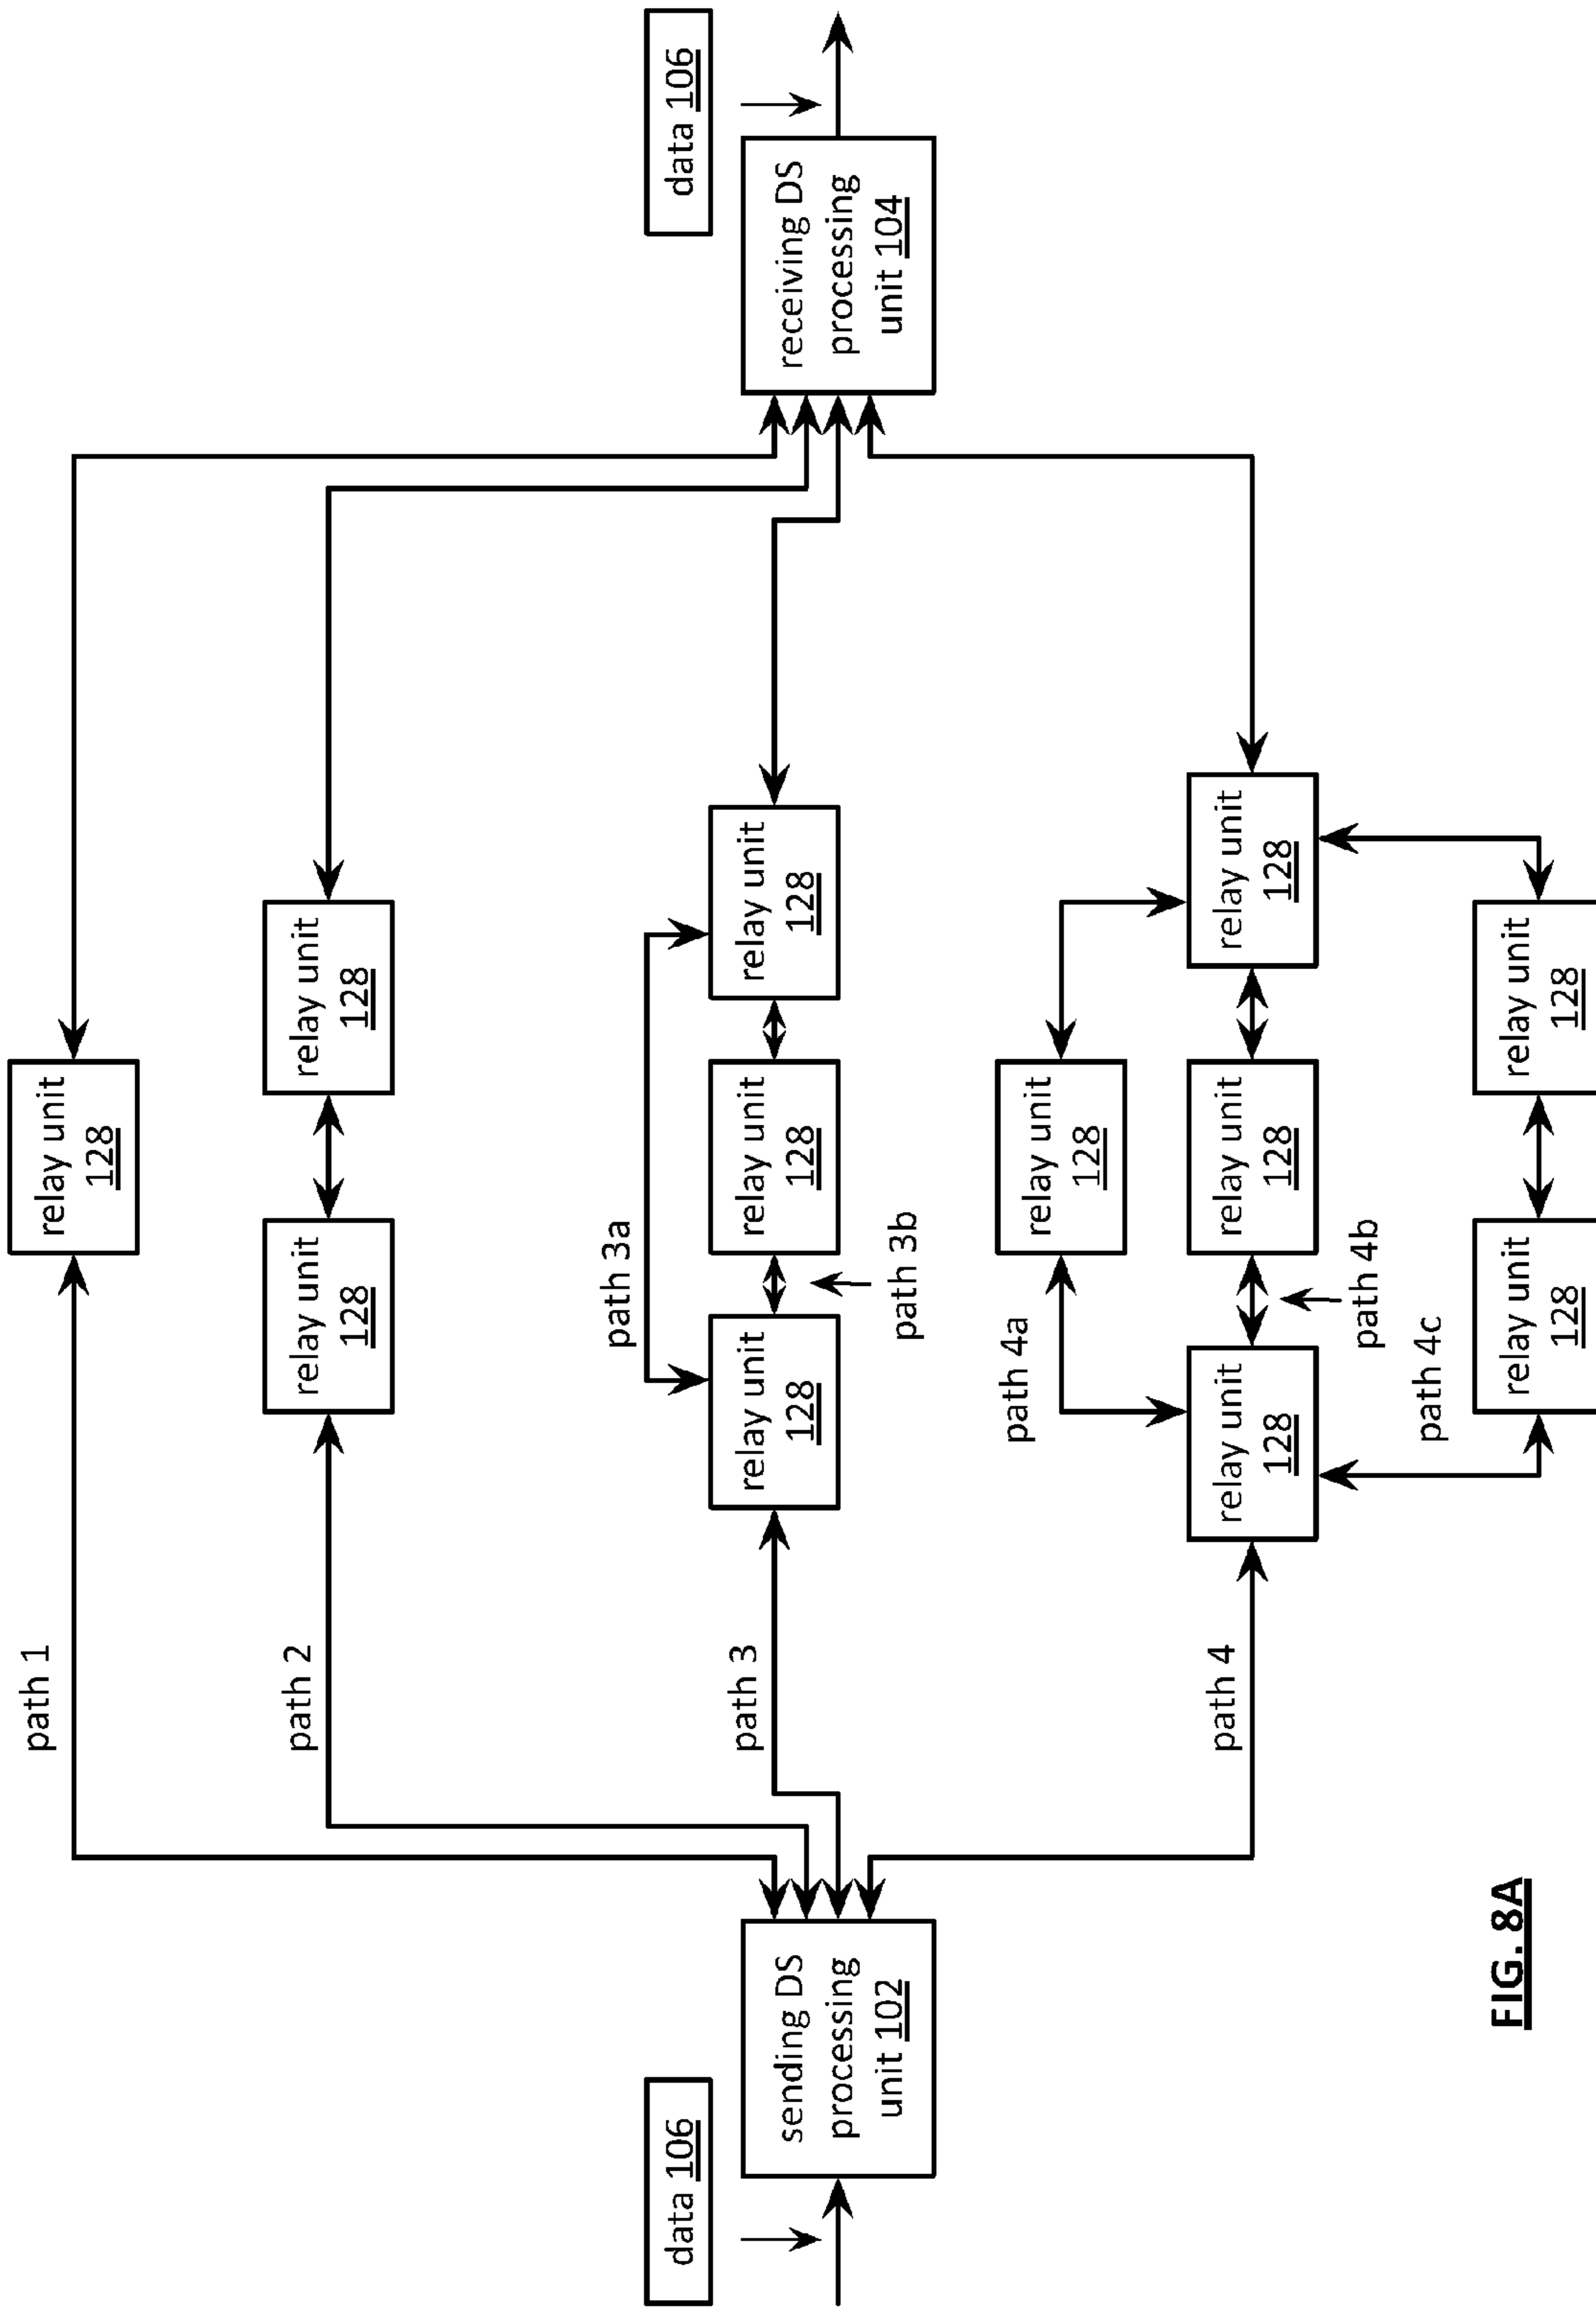 path 1
relay unit
128
path 2
relay unit
128
relay unit
128
data 106
data 106
path 3a
path 3
relay unit
128
relay unit
128
relay unit
128
sending DS
processing
unit 102
receiving DS
processing
unit 104
path 3b
path 4a
relay unit
128
path 4
relay unit
128
relay unit
128
relay unit
128
path 4b
path 4c
relay unit
128
relay unit
128
FIG. 8A